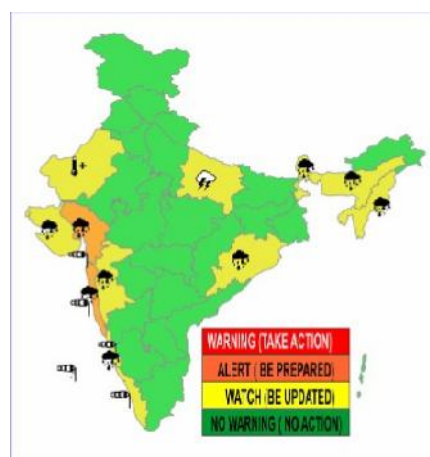 WARNING (TAKE ACTION)
ALERT ( BE PREPARED)
WATCH (BE UPDATED)
NO WARNING ( NO ACTION)